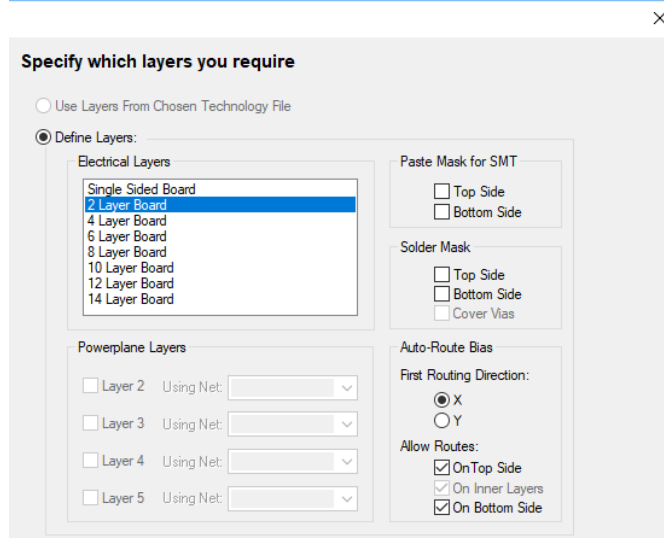 Specify which layers you require
Use Layers From Chosen Technology File
Define Layers:
Electrical Layers
Single Sided Board
2 Layer Board
4 Layer Board
6 Layer Board
8 Layer Board
10 Layer Board
12 Layer Board
14 Layer Board
Paste Mask for SMT
Top Side
Bottom Side
Solder Mask
Top Side
Bottom Side
Cover Vias
Powerplane Layers
Layer 2 Using Net:
Layer 3 Using Net:
Layer 4 Using Net:
Layer 5 Using Net:
Auto-Route Bias
First Routing Direction:
X
Y
Allow Routes:
OnTop Side
On Inner Layers
On Bottom Side